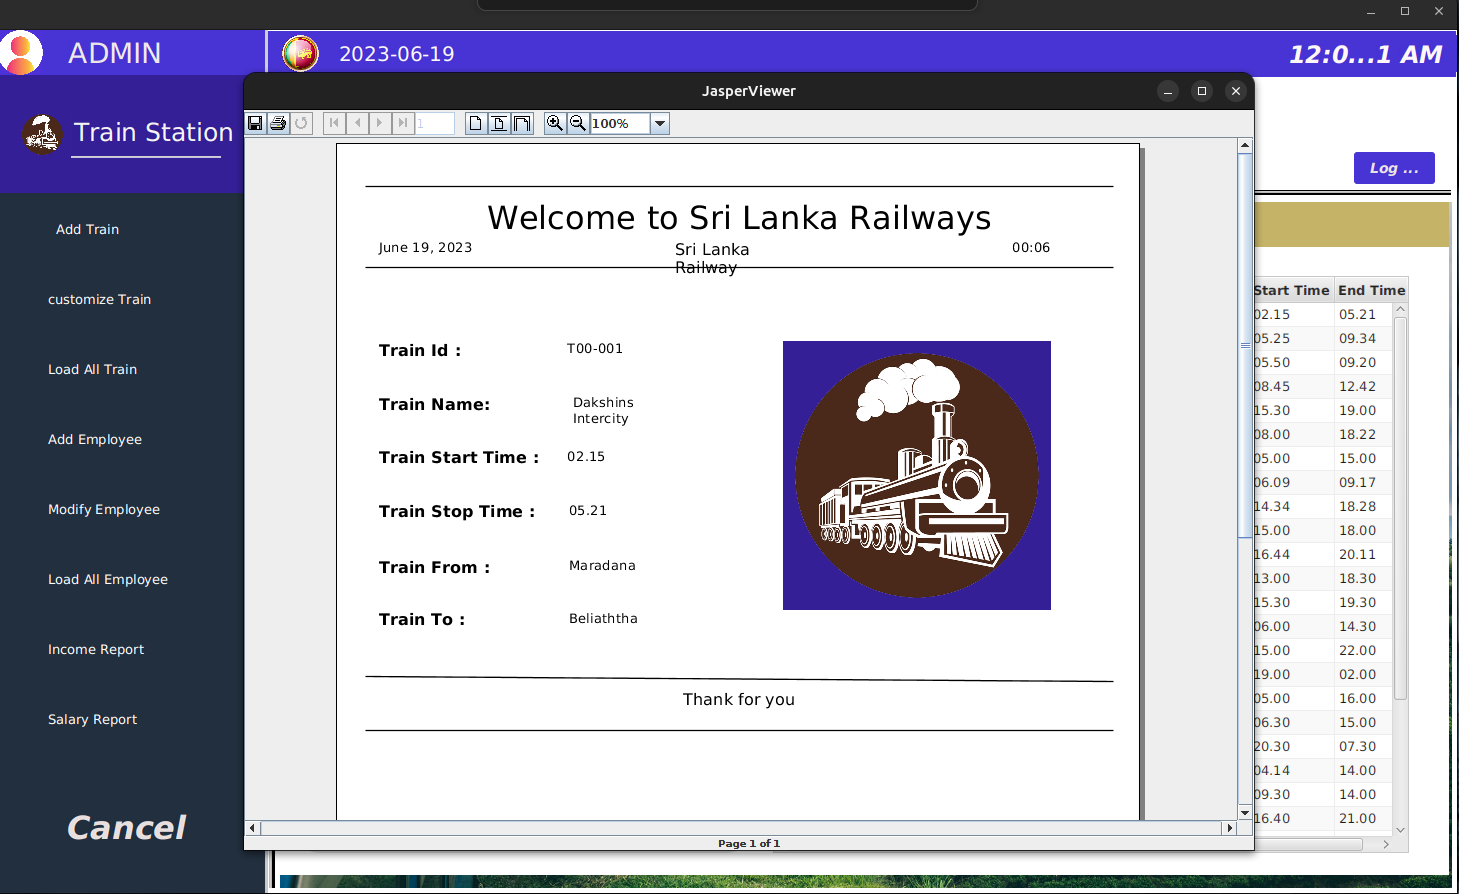 ADMIN
2023-06-19
12:0...1 AM
JasperViewer
Train Station
1
100%
Log ...
Welcome to Sri Lanka Railways
June 19, 2023
Sri Lanka
Railway
00:06
Add Train
customize Train
Load All Train
Add Employee
Modify Employee
Load All Employee
Income Report
Salary Report
Cancel
Train Id :
T00-001
Train Name:
Dakshins
Intercity
Train Start Time :
02.15
Train Stop Time :
05.21
Train From :
Maradana
Train To :
Beliaththa
Thank for you
Page 1 of 1
Start Time End Time
02.15 05.21
05.25 09.34
05.50 09.20
08.45 12.42
15.30 19.00
08.00 18.22
05.00 15.00
06.09 09.17
14.34 18.28
15.00 18.00
16.44 20.11
13.00 18.30
15.30 19.30
06.00 14.30
15.00 22.00
19.00 02.00
05.00 16.00
06.30 15.00
20.30 07.30
04.14 14.00
09.30 14.00
16.40 21.00